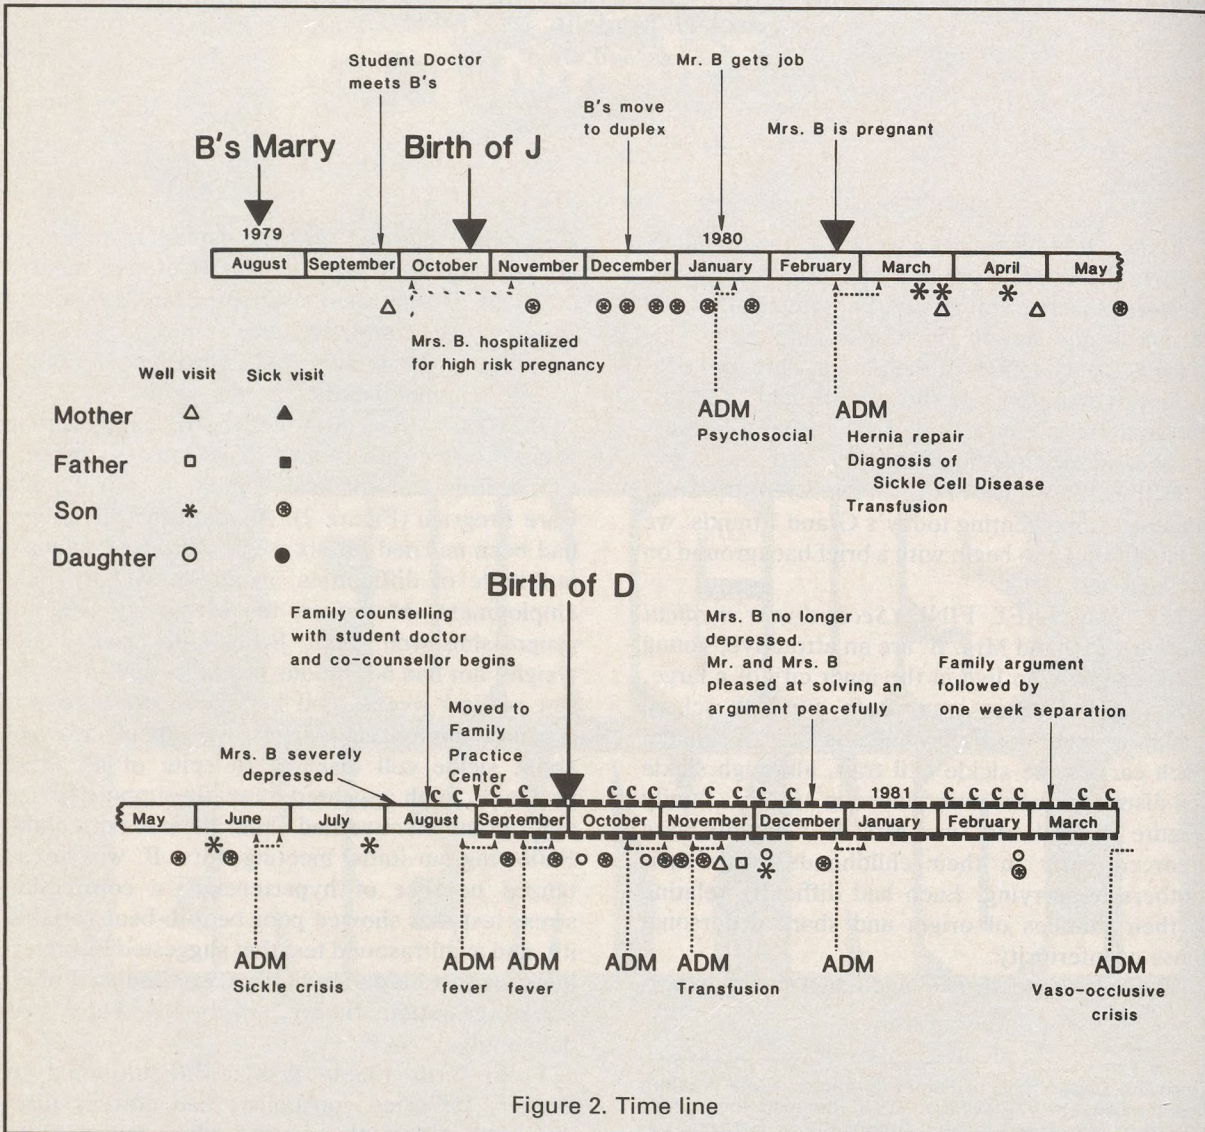 Student Doctor
meets B's
Mr. B gets job
B's move
to duplex
Mrs. B is pregnant
B's Marry
Birth of J
1979
1980
August
September
October
November
December
January
February
March
April
May
Mrs. B. hospitalized
for high risk pregnancy
ADM
Psychosocial
ADM
Hernia repair
Diagnosis of
Sickle Cell Disease
Transfusion
Well visit
Sick visit
Mother
Father
Son
Daughter
Birth of D
Family counselling
with student doctor
and co-counsellor begins
Moved to
Family
Practice
Center
Mrs. B severely
depressed
Mrs. B no longer
depressed.
Mr. and Mrs. B
pleased at solving an
argument peacefully
Family argument
followed by
one week separation
C C C C C C C C C C C C 1981 C C C C C C
May
June
July
August
September
October
November
December
January
February
March
ADM
Sickle crisis
ADM
fever
ADM
fever
ADM
ADM
Transfusion
ADM
ADM
Vaso-occlusive
crisis
Figure 2. Time line